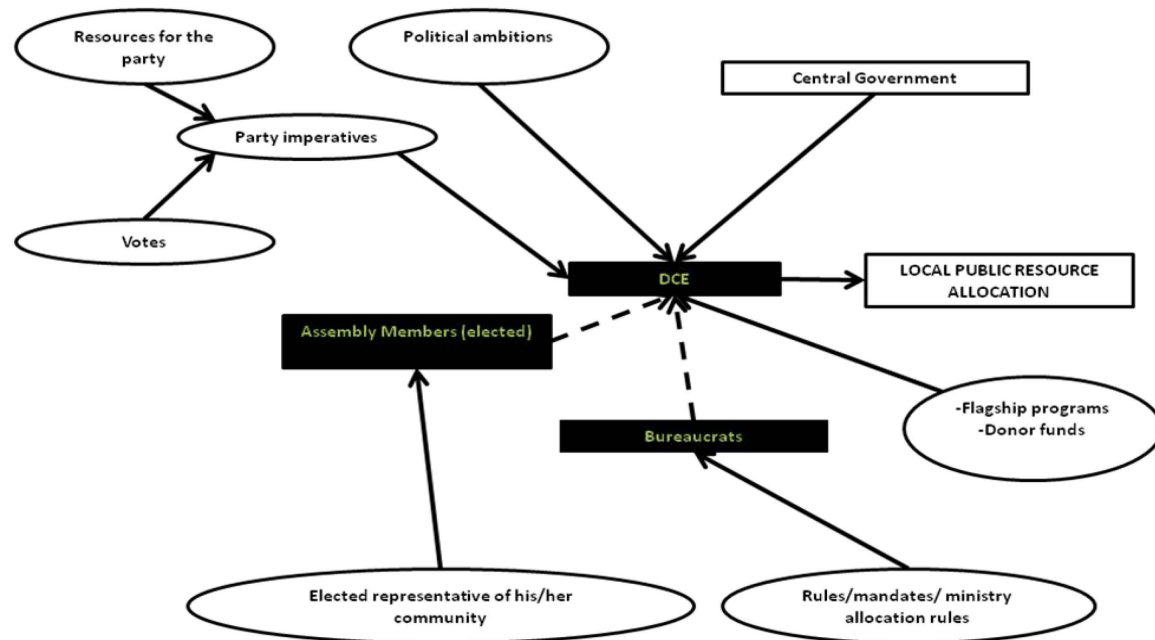 Resources for the
party
Political ambitions
Central Government
Party imperatives
Votes
DCE
LOCAL PUBLIC RESOURCE
ALLOCATION
Assembly Members (elected)
-Flagship programs
-Donor funds
Bureaucrats
Elected representative of his/her
community
Rules/mandates/ ministry
allocation rules